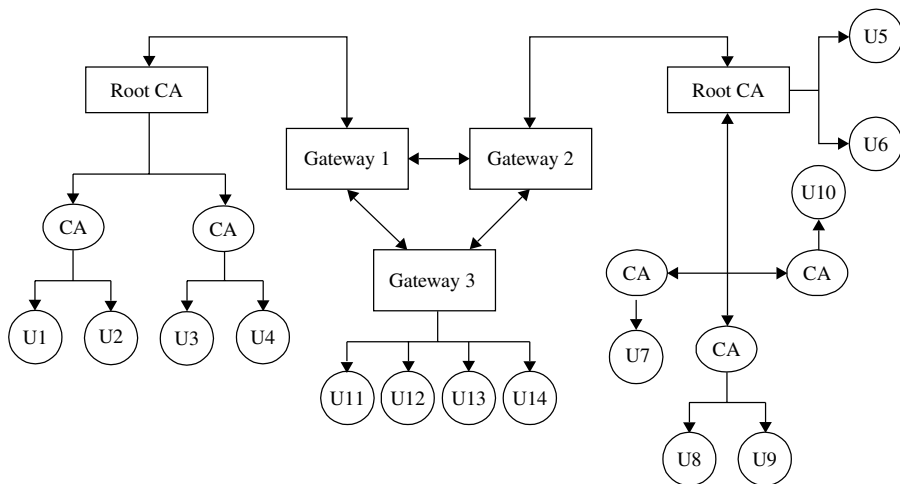 U5
Root CA
Root CA
Gateway 1
Gateway 2
U6
U10
CA
CA
Gateway 3
CA
CA
U1
U2
U3
U4
U7
CA
U11
U12
U13
U14
U8
U9